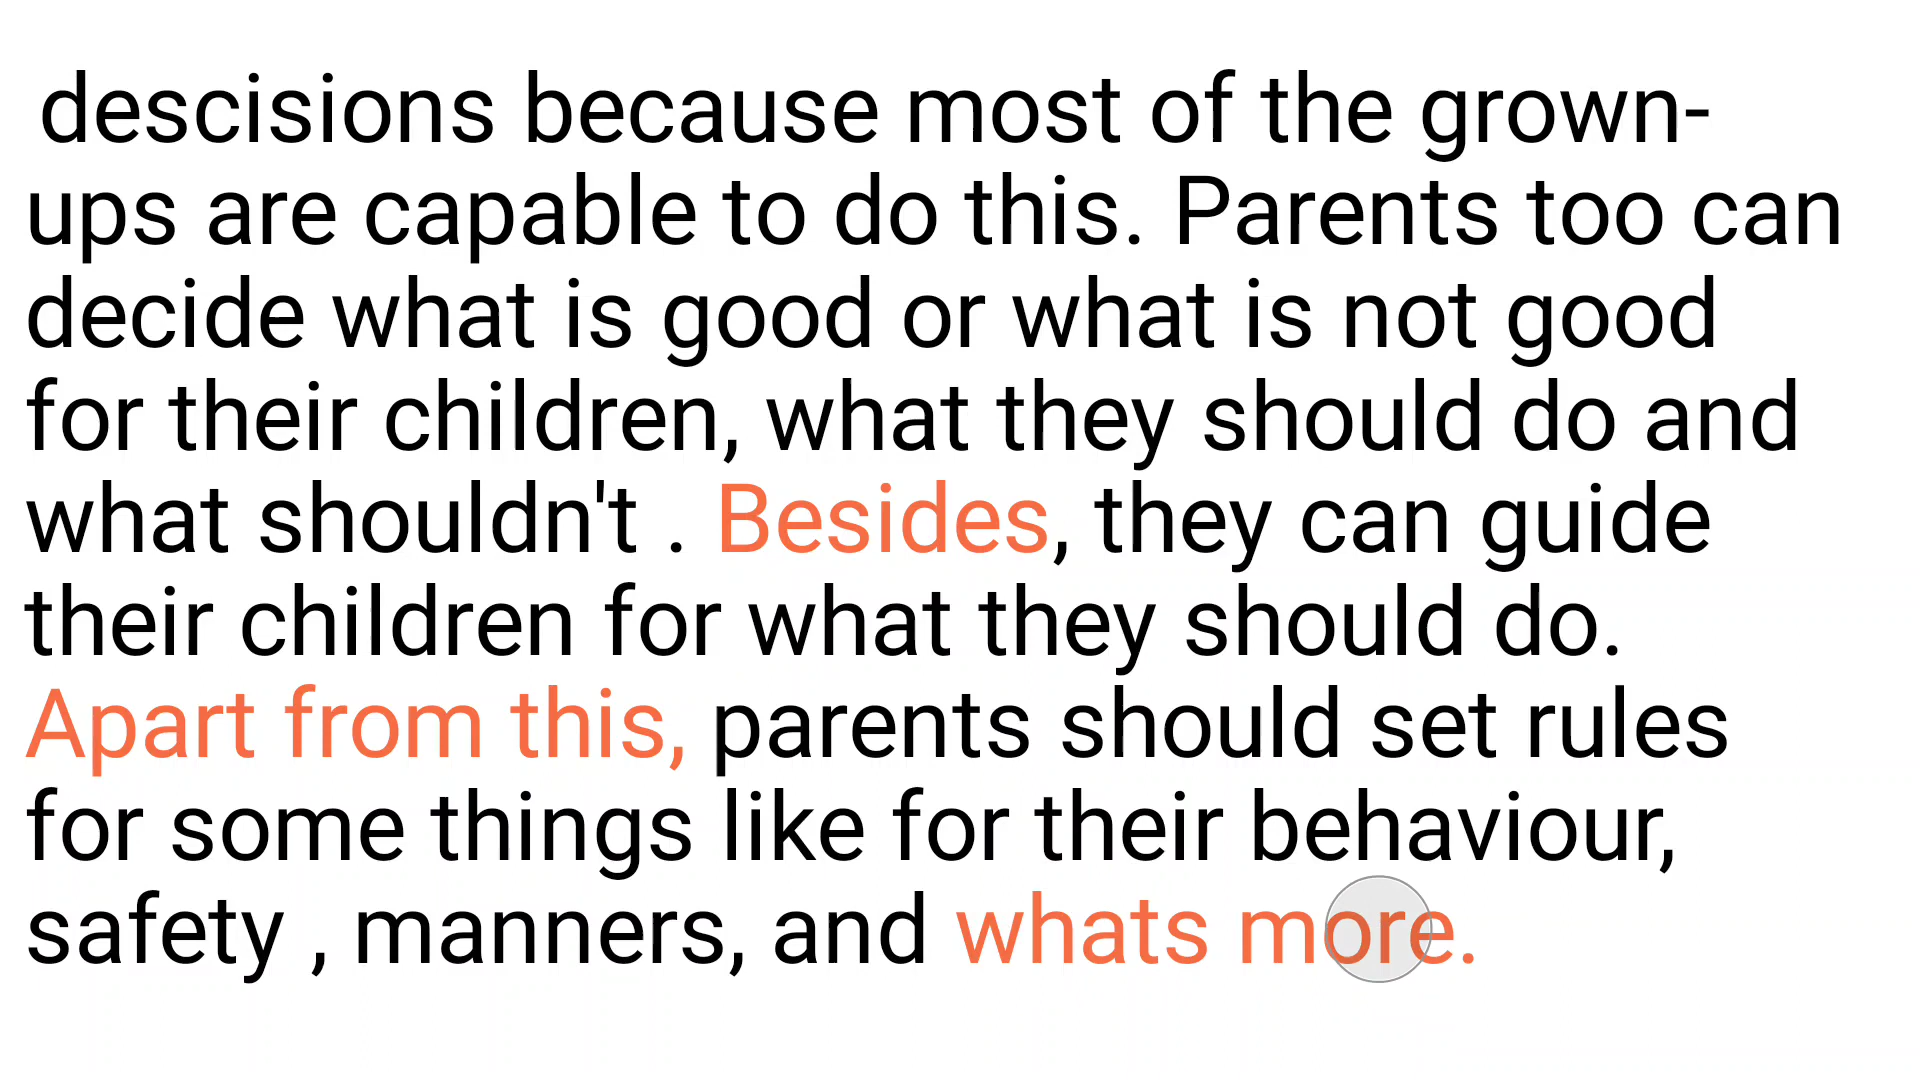 descisions because most of the grown-
ups are capable to do this. Parents too can
decide what is good or what is not good
for their children, what they should do and
what shouldn't . Besides, they can guide
their children for what they should do.
Apart from this, parents should set rules
for some things like for their behaviour,
safety , manners, and whats more.